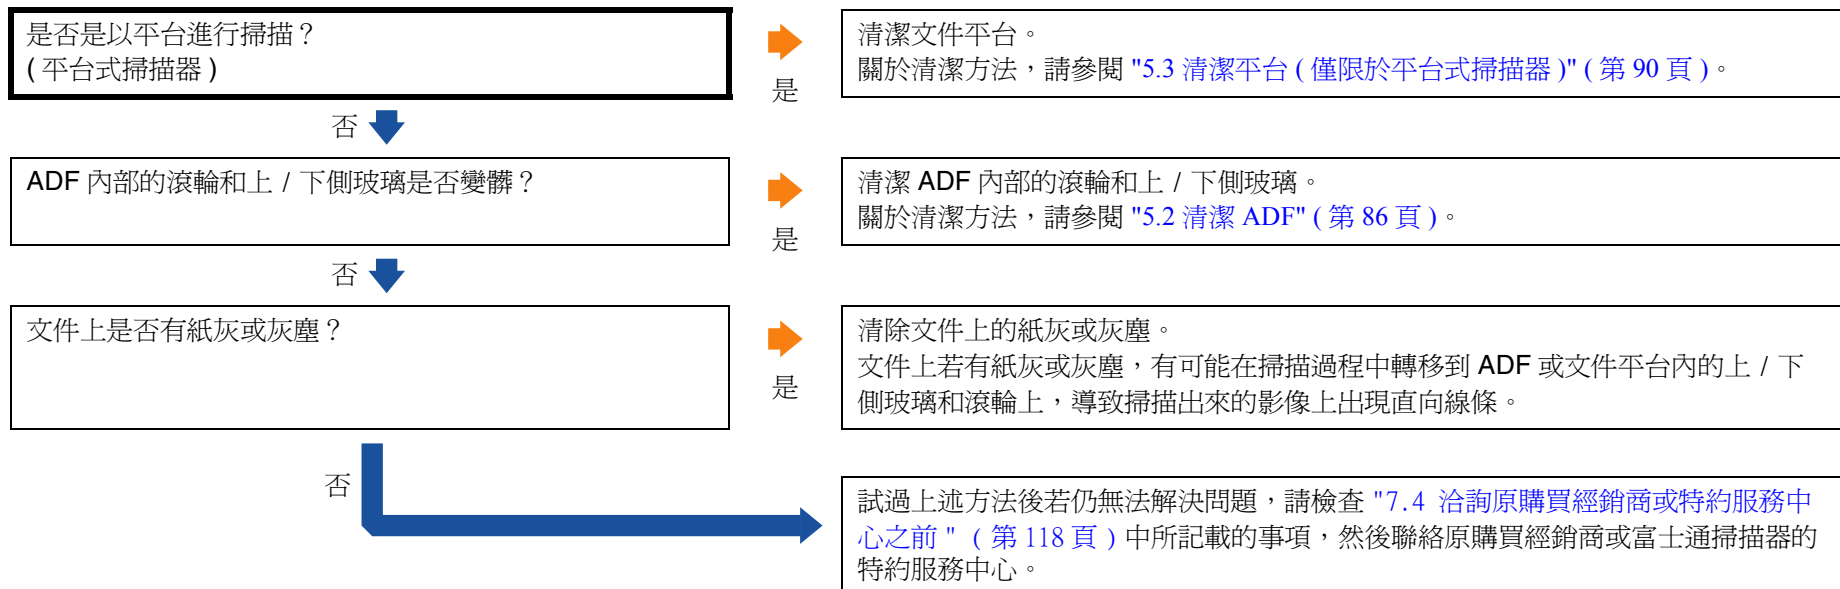 是否是以平台進行掃描？
( 平台式掃描器 )
是
清潔文件平台。
關於清潔方法，請參閱 "5.3 清潔平台 ( 僅限於平台式掃描器 )" ( 第 90 頁 )。
否
ADF 內部的滾輪和上 / 下側玻璃是否變髒？
是
清潔 ADF 內部的滾輪和上 / 下側玻璃。
關於清潔方法，請參閱 "5.2 清潔 ADF" ( 第 86 頁 )。
否
文件上是否有紙灰或灰塵？
是
清除文件上的紙灰或灰塵。
文件上若有紙灰或灰塵，有可能在掃描過程中轉移到 ADF 或文件平台內的上 / 下
側玻璃和滾輪上，導致掃描出來的影像上出現直向線條。
否
試過上述方法後若仍無法解決問題，請檢查 "7.4 洽詢原購買經銷商或特約服務中
心之前 " ( 第 118 頁 ) 中所記載的事項，然後聯絡原購買經銷商或富士通掃描器的
特約服務中心。